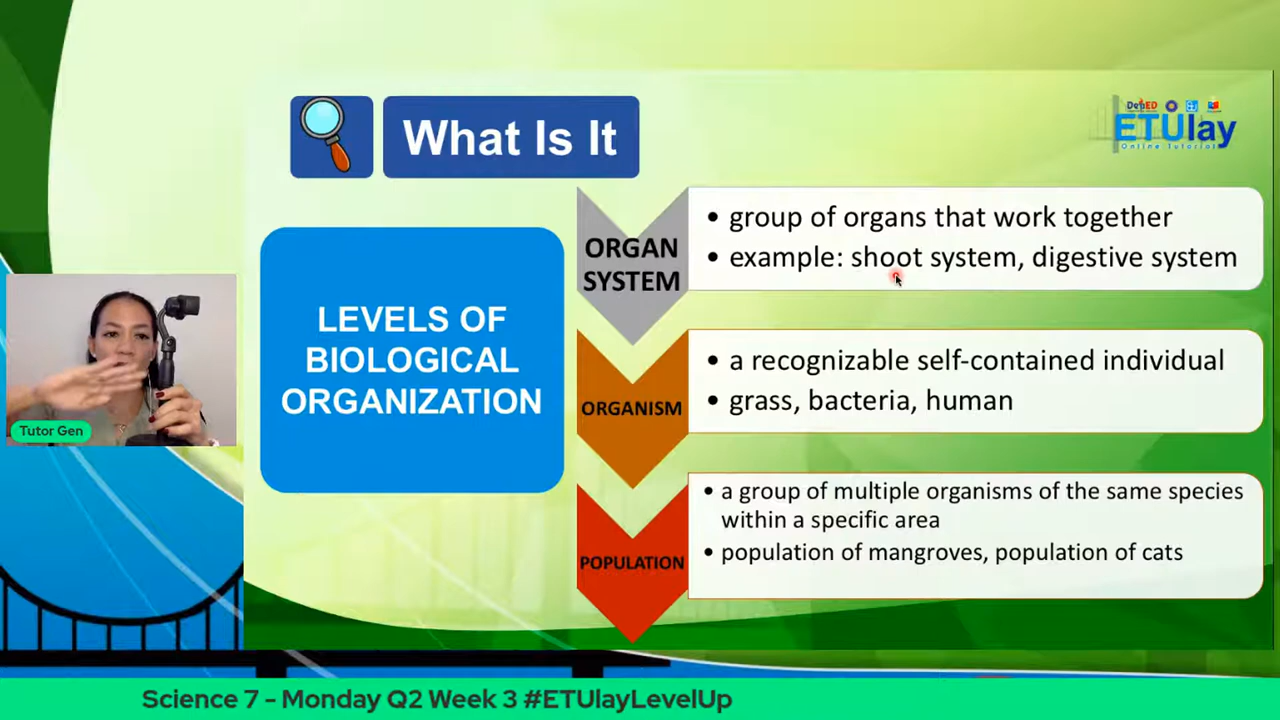 What Is It
DepED
ETUlay
Online Tutorial
LEVELS OF
BIOLOGICAL
ORGANIZATION
ORGAN
SYSTEM
• group of organs that work together
• example: shoot system, digestive system
ORGANISM
• a recognizable self-contained individual
• grass, bacteria, human
POPULATION
• a group of multiple organisms of the same species
within a specific area
• population of mangroves, population of cats
Tutor Gen
Science 7 - Monday Q2 Week 3 #ETUlayLevelUp